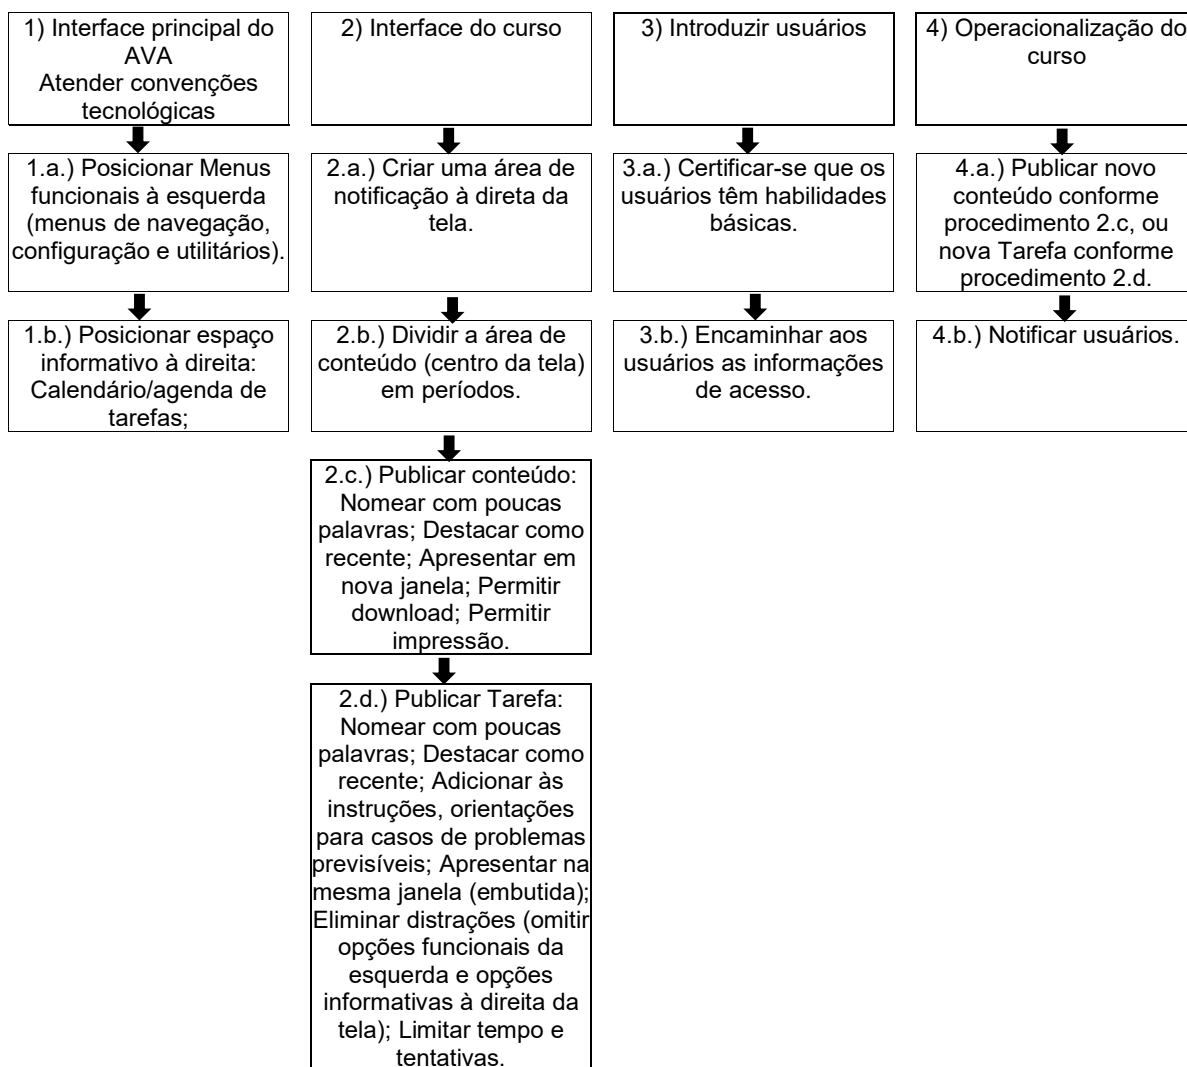 1) Interface principal do
AVA
Atender convenções
tecnológicas
1.a.) Posicionar Menus
funcionais à esquerda
(menus de navegação,
configuração e utilitários).
1.b.) Posicionar espaço
informativo à direita:
Calendário/agenda de
tarefas;
2) Interface do curso
2.a.) Criar uma área de
notificação à direta da
tela.
2.b.) Dividir a área de
conteúdo (centro da tela)
em períodos.
2.c.) Publicar conteúdo:
Nomear com poucas
palavras; Destacar como
recente; Apresentar em
nova janela; Permitir
download; Permitir
impressão.
2.d.) Publicar Tarefa:
Nomear com poucas
palavras; Destacar como
recente; Adicionar às
instruções, orientações
para casos de problemas
previsíveis; Apresentar na
mesma janela (embutida);
Eliminar distrações (omitir
opções funcionais da
esquerda e opções
informativas à direita da
tela); Limitar tempo e
tentativas.
3) Introduzir usuários
3.a.) Certificar-se que os
usuários têm habilidades
básicas.
3.b.) Encaminhar aos
usuários as informações
de acesso.
4) Operacionalização do
curso
4.a.) Publicar novo
conteúdo conforme
procedimento 2.c, ou
nova Tarefa conforme
procedimento 2.d.
4.b.) Notificar usuários.